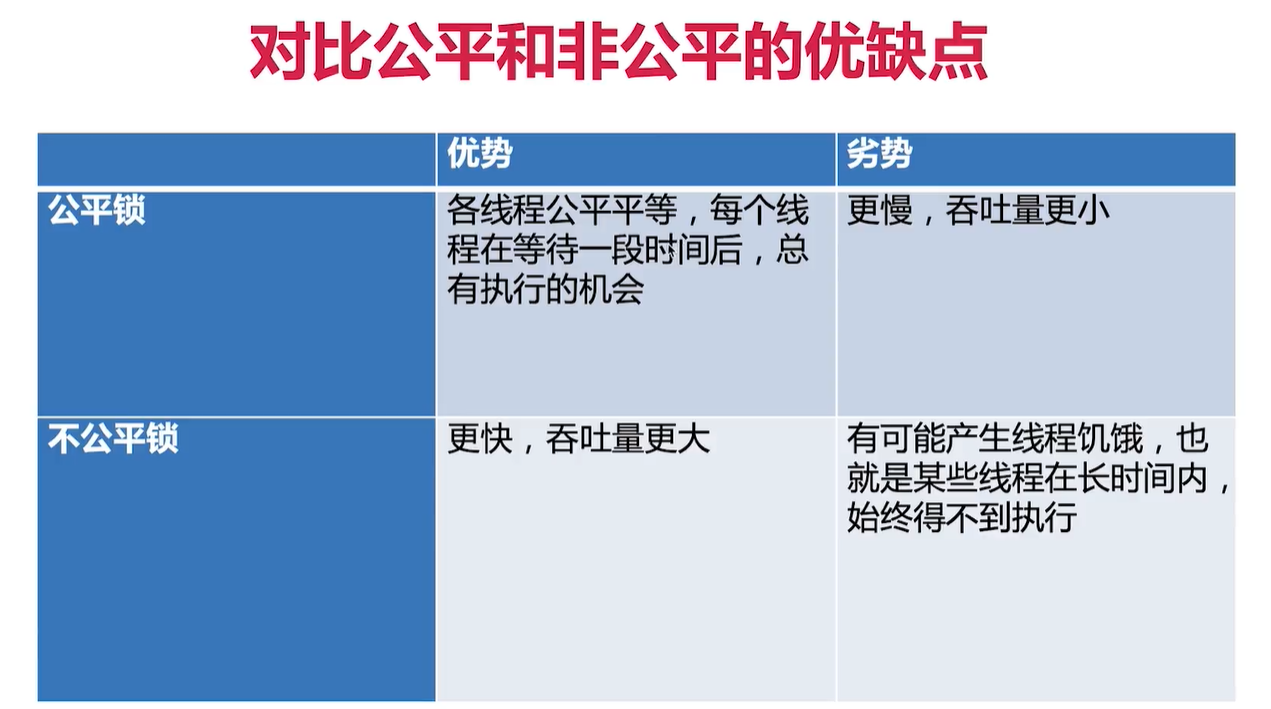 对比公平和非公平的优缺点
优势
劣势
公平锁
各线程公平平等，每个线
程在等待一段时间后，总
有执行的机会
更慢，吞吐量更小
不公平锁
更快，吞吐量更大
有可能产生线程饥饿，也
就是某些线程在长时间内，
始终得不到执行